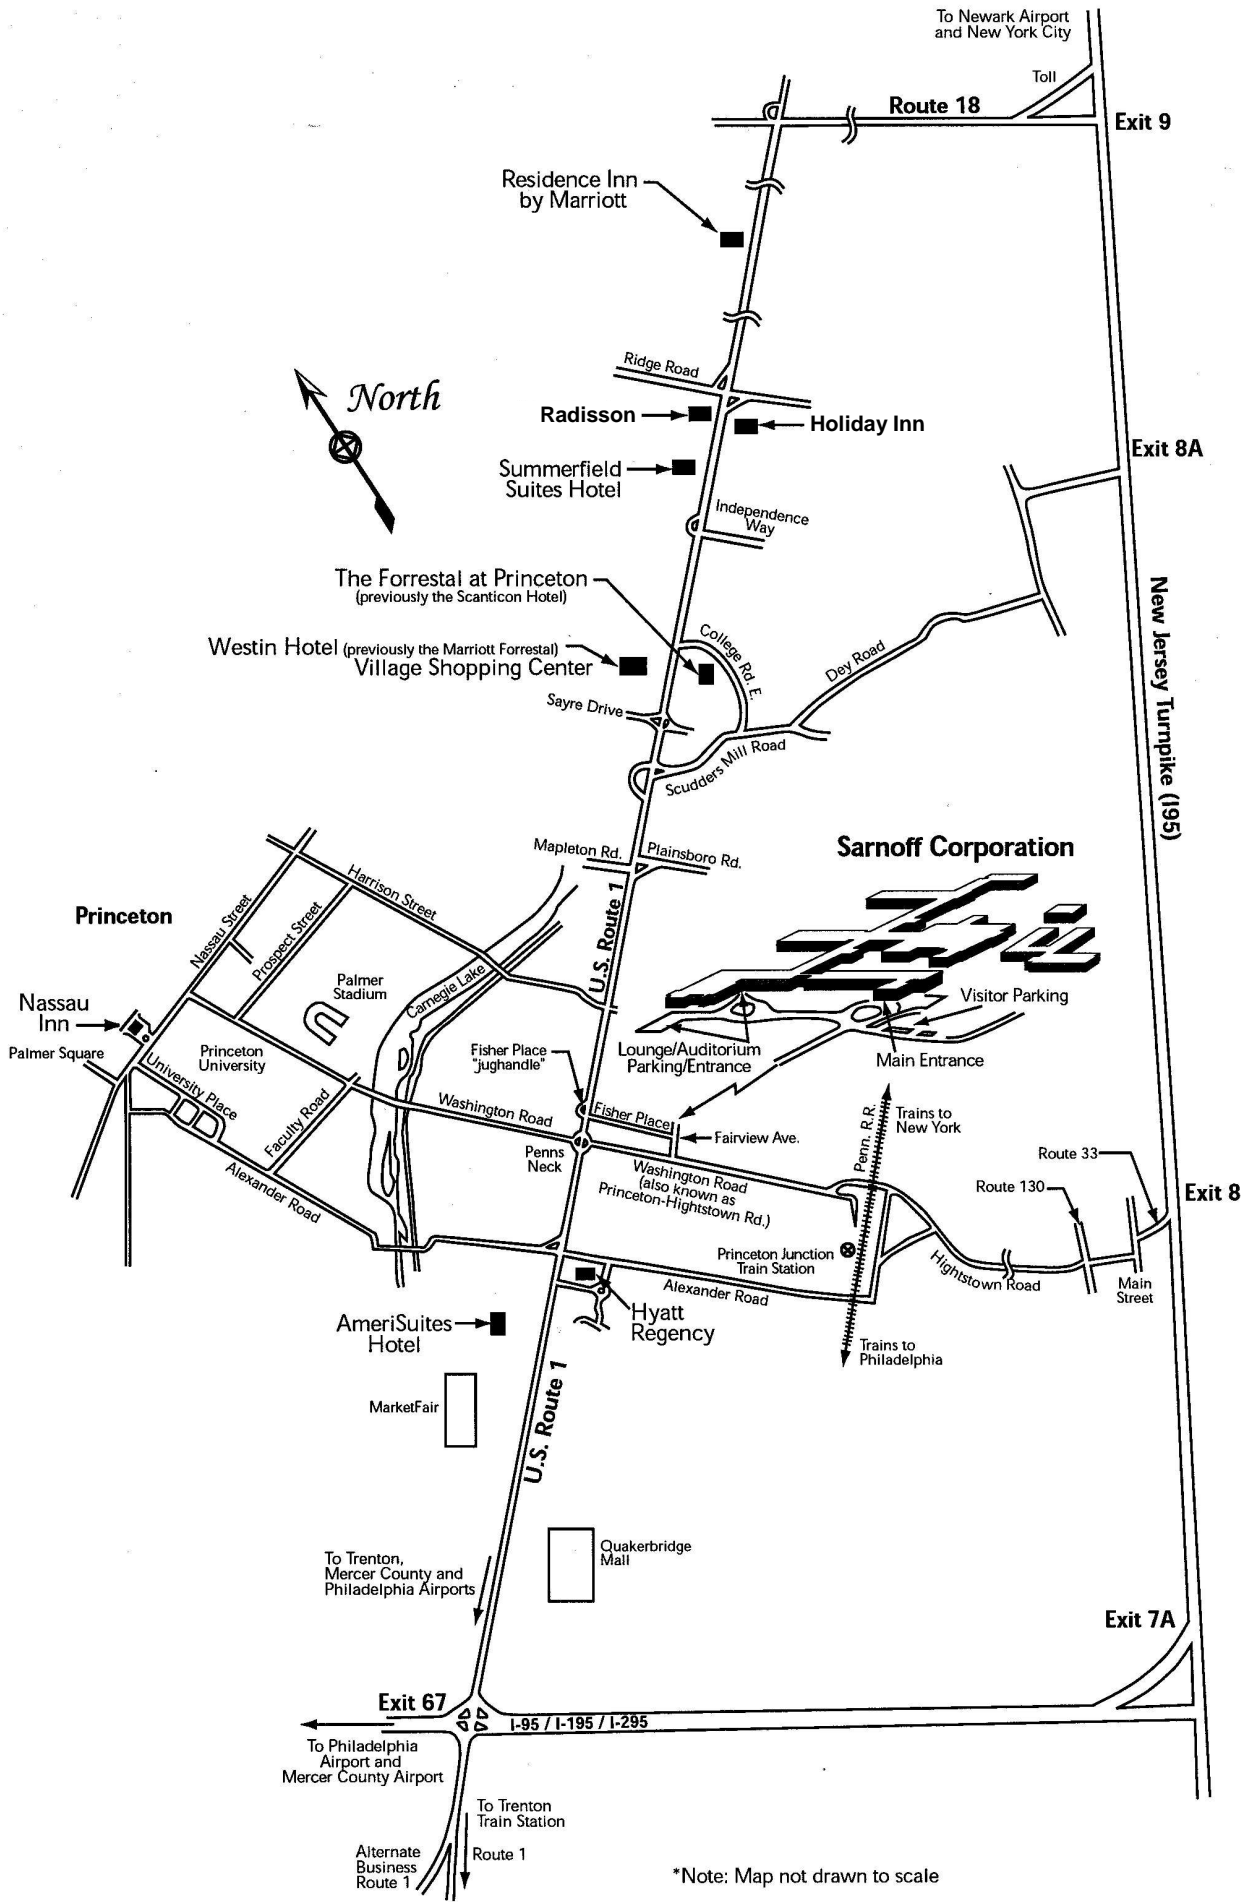 To Newark Airport
and New York City
Toll
Route 18
Exit 9
Residence Inn
by Marriott
Ridge Road
North
Radisson
Holiday Inn
Exit 8A
Summerfield
Suites Hotel
Independence
Way
The Forrestal at Princeton
(previously the Scanticon Hotel)
New Jersey Turnpike (I95)
College Rd. E.
Westin Hotel (previously the Marriott Forrestal)
Village Shopping Center
Dey Road
Sayre Drive
Scudders Mill Road
Sarnoff Corporation
Mapleton Rd.
Plainsboro Rd.
Harrison Street
Princeton
Nassau Street
Prospect Street
U.S. Route 1
Palmer
Stadium
Carnegie Lake
Visitor Parking
Nassau
Inn
Palmer Square
Princeton
University
Fisher Place
"jughandle"
Lounge/Auditorium
Parking/Entrance
Main Entrance
University Place
Faculty Road
Washington Road
Fisher Place
Fairview Ave.
Penn. R.R.
Trains to
New York
Penns
Neck
Washington Road
(also known as
Princeton-Hightstown Rd.)
Route 33
Route 130
Exit 8
Alexander Road
Princeton Junction
Train Station
Hightstown Road
Main
Street
Alexander Road
Hyatt
Regency
AmeriSuites
Hotel
Trains to
Philadelphia
MarketFair
U.S. Route 1
Quakerbridge
Mall
To Trenton,
Mercer County and
Philadelphia Airports
Exit 7A
Exit 67
I-95 / I-195 / I-295
To Philadelphia
Airport and
Mercer County Airport
To Trenton
Train Station
Alternate
Business
Route 1
Route 1
*Note: Map not drawn to scale